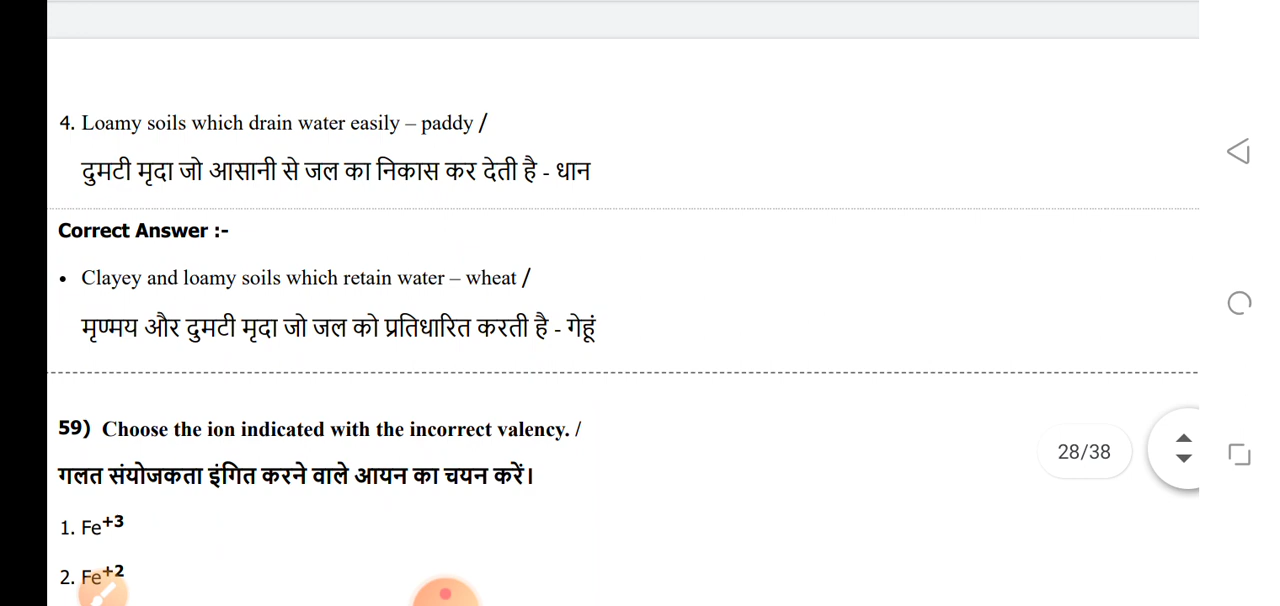 4. Loamy soils which drain water easily – paddy /
दुमटी मृदा जो आसानी से जल का निकास कर देती है - धान
Correct Answer :-
• Clayey and loamy soils which retain water – wheat /
मृण्मय और दुमटी मृदा जो जल को प्रतिधारित करती है - गेहूं
59) Choose the ion indicated with the incorrect valency. /
गलत संयोजकता इंगित करने वाले आयन का चयन करें।
28/38
1. Fe+3
2. Fe+2